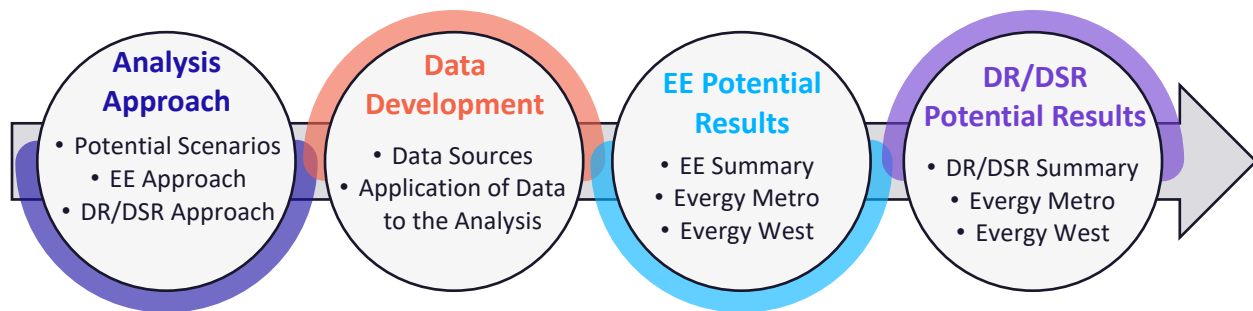 Analysis
Approach
• Potential Scenarios
• EE Approach
• DR/DSR Approach
Data
Development
• Data Sources
• Application of Data
to the Analysis
EE Potential
Results
• EE Summary
• Evergy Metro
• Evergy West
DR/DSR
Potential Results
• DR/DSR Summary
• Evergy Metro
• Evergy West